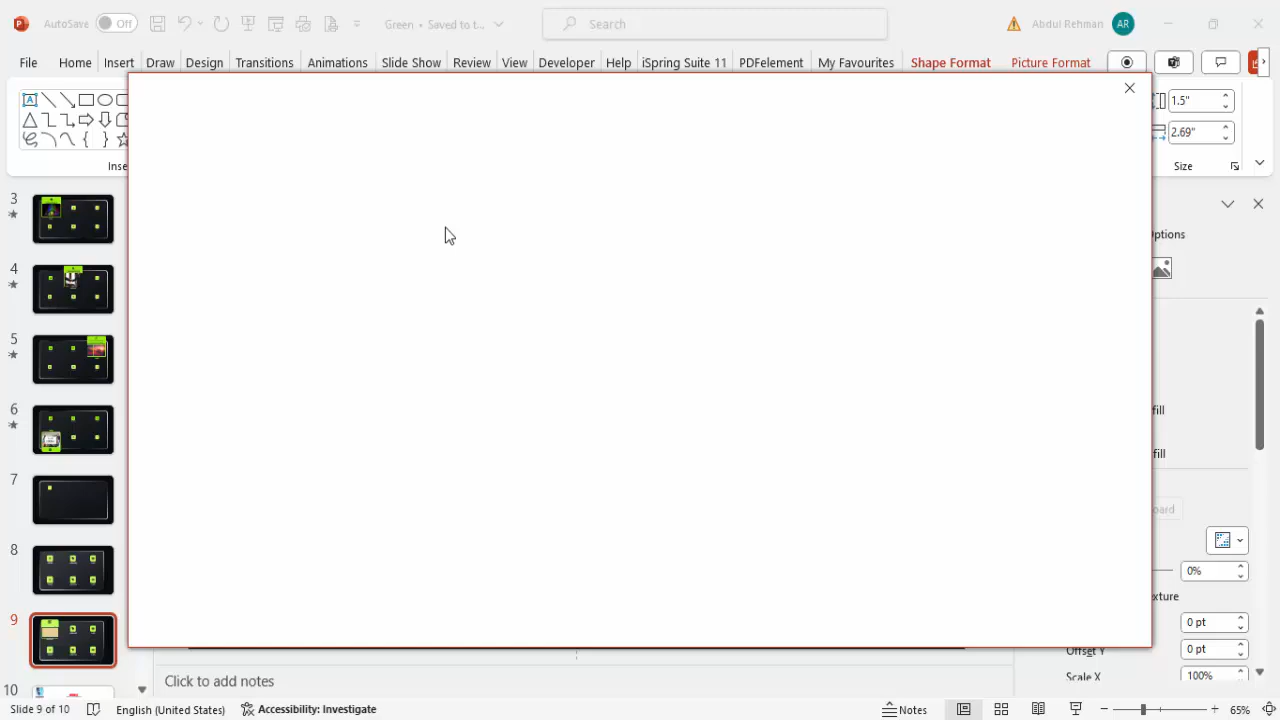 AutoSave Off Green • Saved to t... Search Abdul Rehman AR
File Home Insert Draw Design Transitions Animations Slide Show Review View Developer Help iSpring Suite 11 PDFelement My Favourites Shape Format Picture Format
1.5"
2.69"
Inse
Size
3
4
5
6
7
8
9
10
ptions
fill
fill
oard
0%
xture
0 pt
Offset Y 0 pt
Scale X 100%
Click to add notes
Slide 9 of 10 English (United States) Accessibility: Investigate Notes 65%